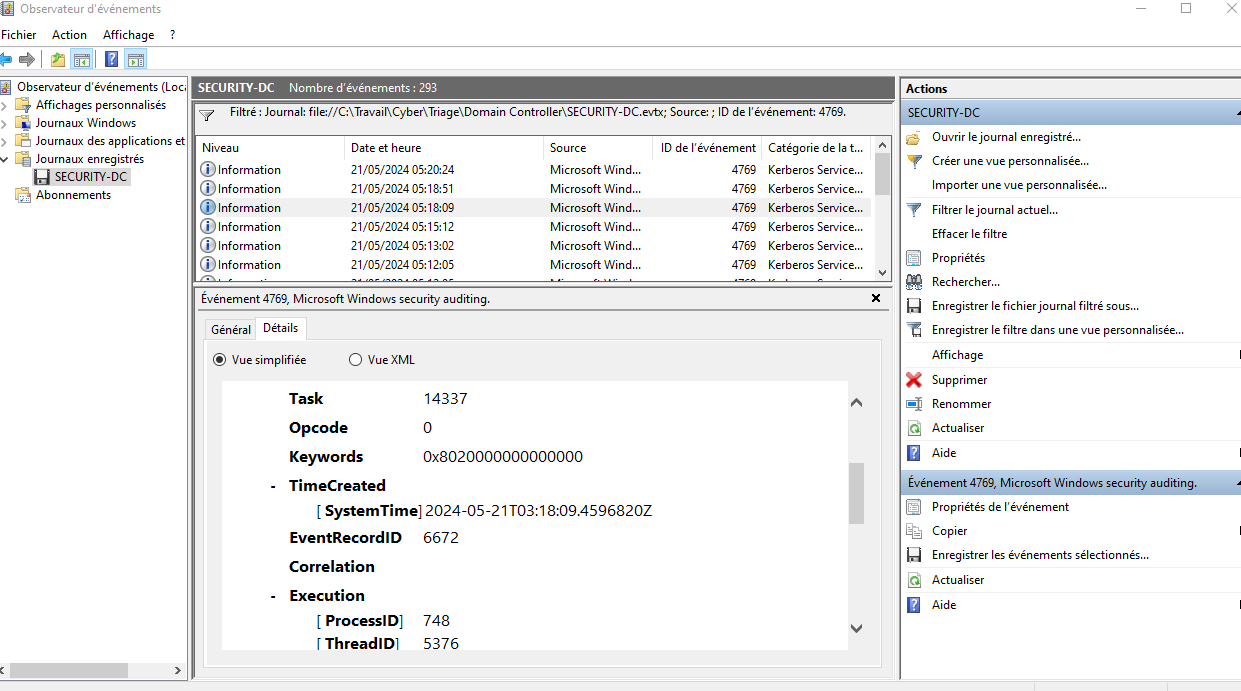 Observateur d'événements
Fichier Action Affichage ?
Observateur d'événements (Loca
Affichages personnalisés
Journaux Windows
Journaux des applications et
Journaux enregistrés
SECURITY-DC
Abonnements
SECURITY-DC Nombre d'événements : 293
Filtré : Journal: file://C:\Travail\Cyber\Triage\Domain Controller\SECURITY-DC.evtx; Source: ; ID de l'événement: 4769.
Niveau Date et heure Source ID de l'événement Catégorie de la t...
Information 21/05/2024 05:20:24 Microsoft Wind... 4769 Kerberos Service...
Information 21/05/2024 05:18:51 Microsoft Wind... 4769 Kerberos Service...
Information 21/05/2024 05:18:09 Microsoft Wind... 4769 Kerberos Service...
Information 21/05/2024 05:15:12 Microsoft Wind... 4769 Kerberos Service...
Information 21/05/2024 05:13:02 Microsoft Wind... 4769 Kerberos Service...
Information 21/05/2024 05:12:05 Microsoft Wind... 4769 Kerberos Service...
Événement 4769, Microsoft Windows security auditing.
Général Détails
Vue simplifiée Vue XML
Task 14337
Opcode 0
Keywords 0x8020000000000000
- TimeCreated
[ SystemTime] 2024-05-21T03:18:09.4596820Z
EventRecordID 6672
Correlation
- Execution
[ ProcessID] 748
[ ThreadID] 5376
Actions
SECURITY-DC
Ouvrir le journal enregistré...
Créer une vue personnalisée...
Importer une vue personnalisée...
Filtrer le journal actuel...
Effacer le filtre
Propriétés
Rechercher...
Enregistrer le fichier journal filtré sous...
Enregistrer le filtre dans une vue personnalisée...
Affichage
Supprimer
Renommer
Actualiser
Aide
Événement 4769, Microsoft Windows security auditing.
Propriétés de l'événement
Copier
Enregistrer les événements sélectionnés...
Actualiser
Aide